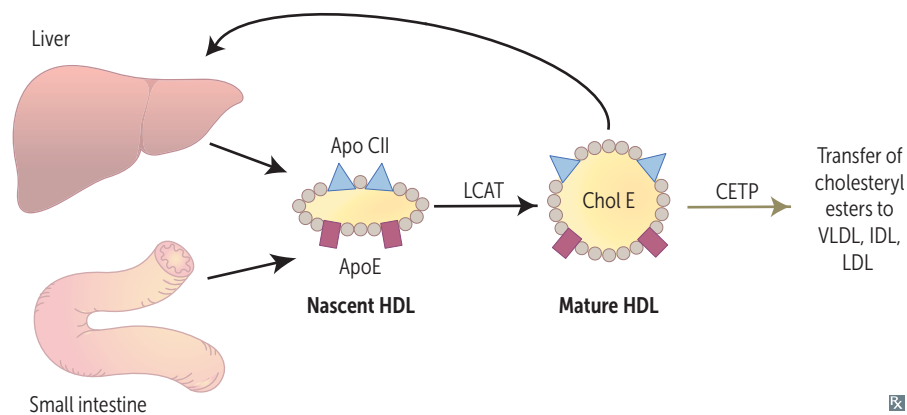 Liver
Apo CII
LCAT
Chol E
CETP
Transfer of
cholesteryl
esters to
VLDL, IDL,
LDL
ApoE
Nascent HDL
Mature HDL
Small intestine
Rx